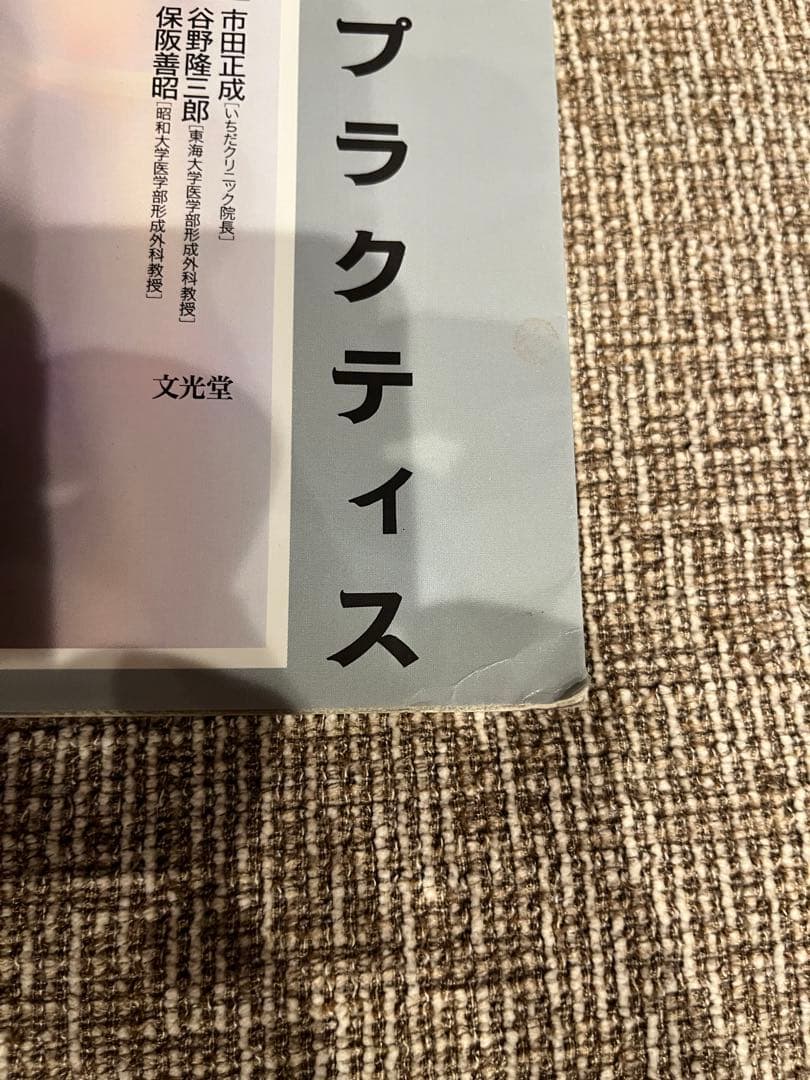 プラクティス
市田正成[いちだクリニック院長]
谷野隆三郎[東海大学医学部形成外科教授]
保阪善昭[昭和大学医学部形成外科教授]
文光堂